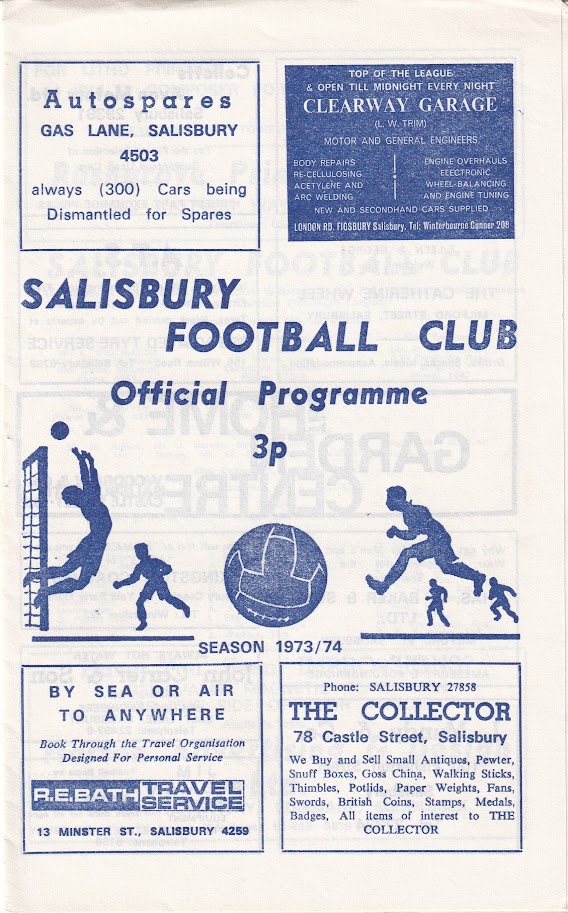 Autospares
GAS LANE, SALISBURY
4503
always (300) Cars being
Dismantled for Spares
TOP OF THE LEAGUE
& OPEN TILL MIDNIGHT EVERY NIGHT
CLEARWAY GARAGE
(L. W. TRIM)
MOTOR AND GENERAL ENGINEERS
BODY REPAIRS
RE-CELLULOSING
ACETYLENE AND
ARC WELDING
ENGINE OVERHAULS
ELECTRONIC
WHEEL-BALANCING
AND ENGINE TUNING
NEW AND SECONDHAND CARS SUPPLIED
LONDON RD. FIGSBURY Salisbury. Tel: Winterbourne Gunner 208
SALISBURY
FOOTBALL CLUB
Official Programme
3p
SEASON 1973/74
BY SEA OR AIR
TO ANYWHERE
Book Through the Travel Organisation
Designed For Personal Service
R.E.BATH TRAVEL
SERVICE
13 MINSTER ST., SALISBURY 4259
Phone: SALISBURY 27858
THE COLLECTOR
78 Castle Street, Salisbury
We Buy and Sell Small Antiques, Pewter,
Snuff Boxes, Goss China, Walking Sticks,
Thimbles, Potlids, Paper Weights, Fans,
Swords, British Coins, Stamps, Medals,
Badges, All items of interest to THE
COLLECTOR